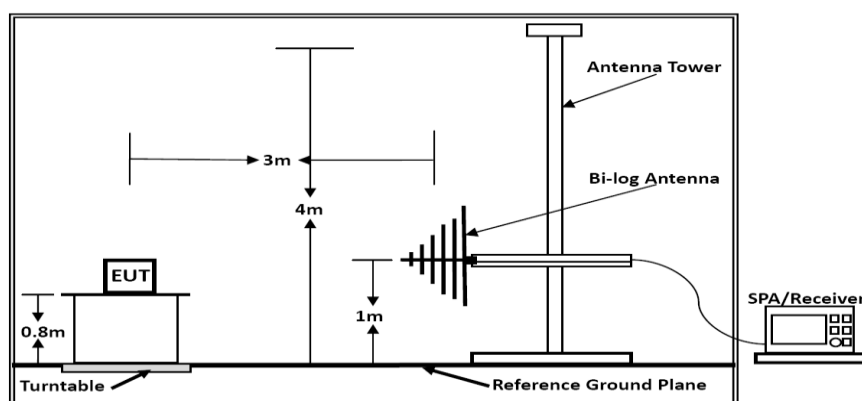 Antenna Tower
3m
Bi-log Antenna
4m
EUT
SPA/Receiver
0.8m
1m
Turntable
Reference Ground Plane